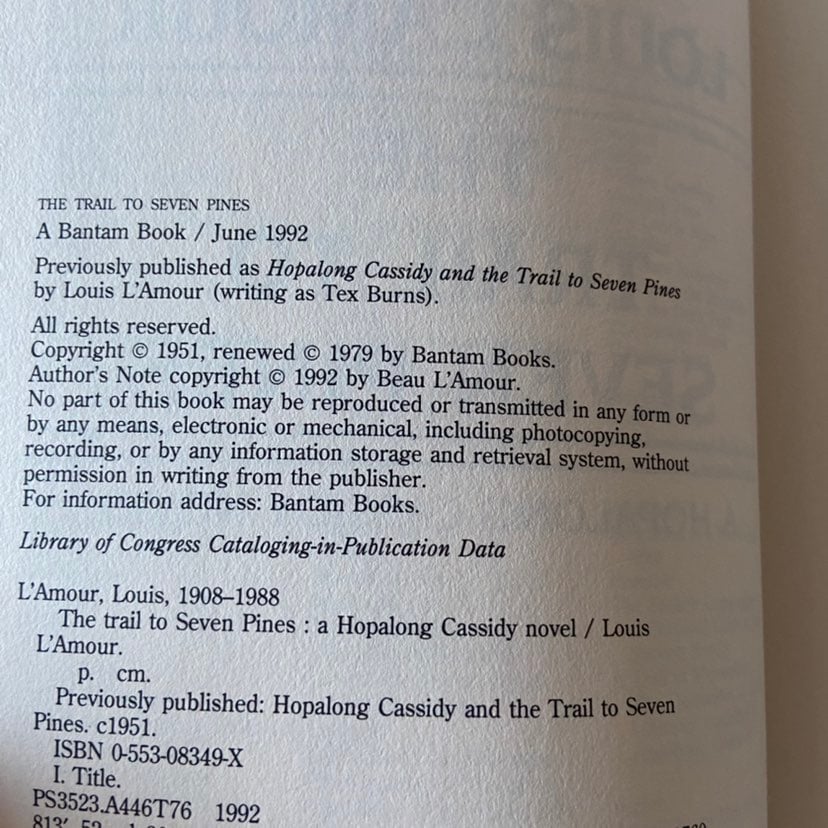 THE TRAIL TO SEVEN PINES
A Bantam Book / June 1992
Previously published as Hopalong Cassidy and the Trail to Seven Pines
by Louis L'Amour (writing as Tex Burns).
All rights reserved.
Copyright © 1951, renewed © 1979 by Bantam Books.
Author's Note copyright © 1992 by Beau L'Amour.
No part of this book may be reproduced or transmitted in any form or
by any means, electronic or mechanical, including photocopying,
recording, or by any information storage and retrieval system, without
permission in writing from the publisher.
For information address: Bantam Books.
Library of Congress Cataloging-in-Publication Data
L'Amour, Louis, 1908–1988
The trail to Seven Pines : a Hopalong Cassidy novel / Louis
L'Amour.
p. cm.
Previously published: Hopalong Cassidy and the Trail to Seven
Pines. c1951.
ISBN 0-553-08349-X
I. Title.
PS3523.A446T76 1992